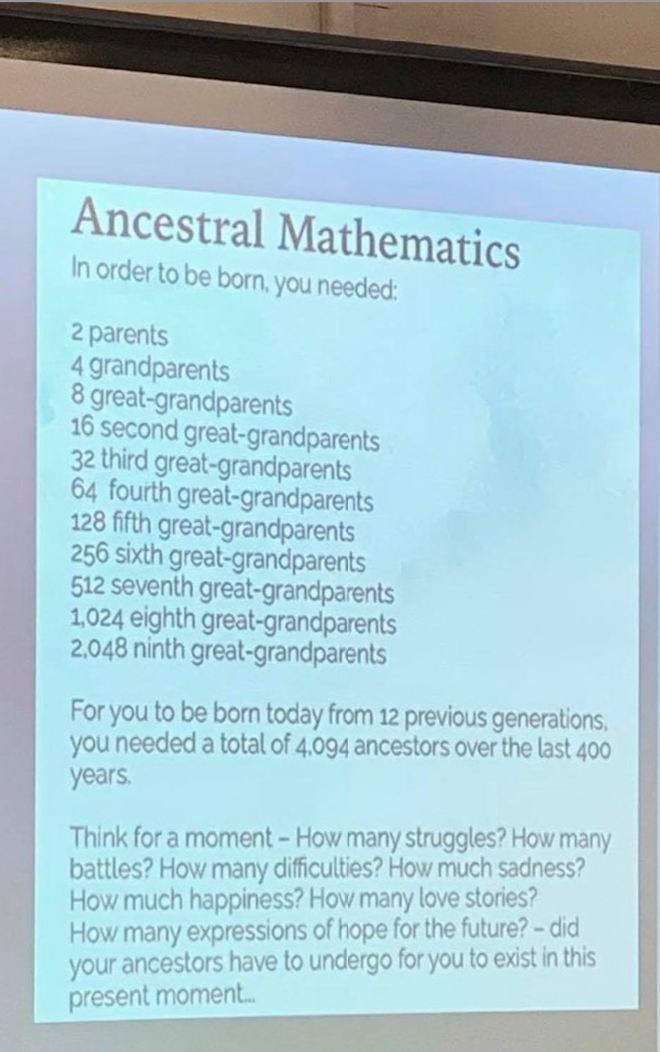 Ancestral Mathematics
In order to be born, you needed:
2 parents
4 grandparents
8 great-grandparents
16 second great-grandparents
32 third great-grandparents
64 fourth great-grandparents
128 fifth great-grandparents
256 sixth great-grandparents
512 seventh great-grandparents
1,024 eighth great-grandparents
2,048 ninth great-grandparents
For you to be born today from 12 previous generations,
you needed a total of 4,094 ancestors over the last 400
years.
Think for a moment – How many struggles? How many
battles? How many difficulties? How much sadness?
How much happiness? How many love stories?
How many expressions of hope for the future? – did
your ancestors have to undergo for you to exist in this
present moment...